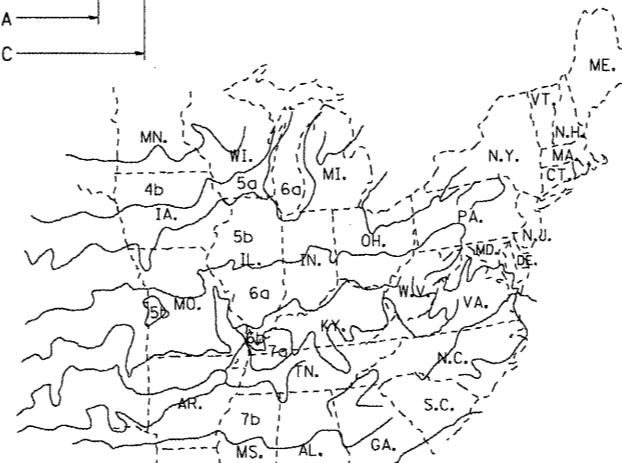 A
C
ME.
VT.
MN.
N.H.
WI.
N.Y.
MA.
CT.
MI.
4b
5a
6a
IA.
PA.
5b
OH.
N.J.
IL.
IN.
MD.
DE.
6a
W.V.
MO.
VA.
5b
KY.
6b
7a
N.C.
TN.
AR.
S.C.
7b
MS.
AL.
GA.